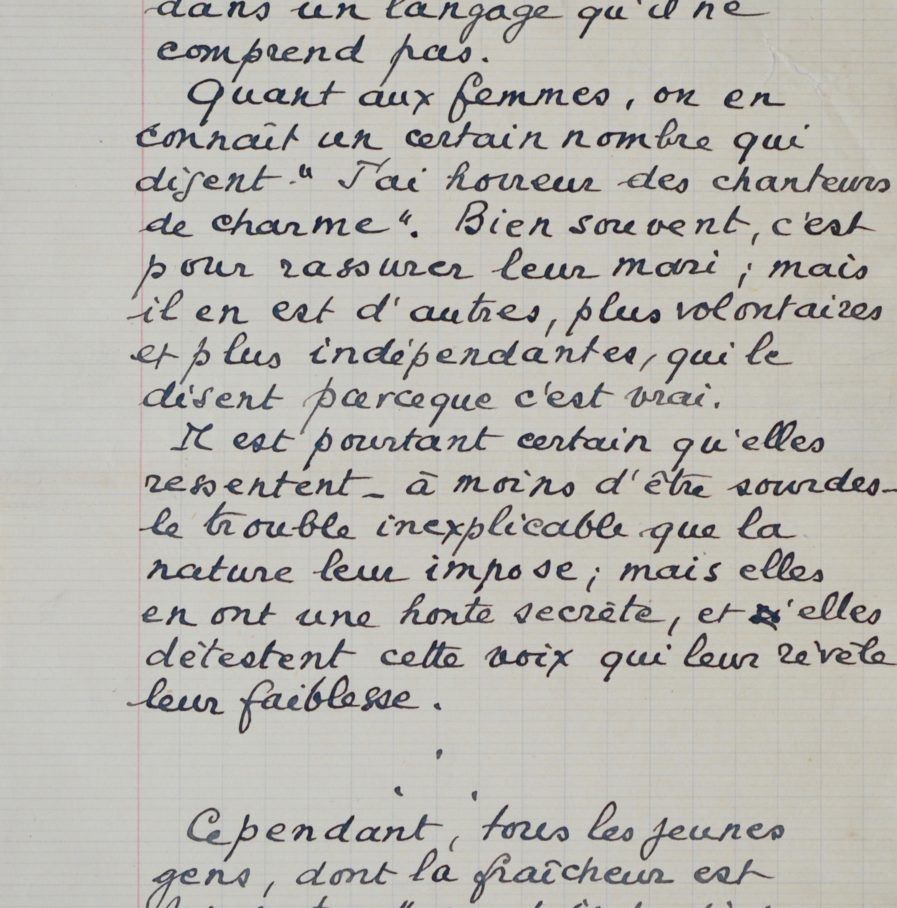 dans un langage qu'il ne
comprend pas.
Quant aux femmes, on en
connaît un certain nombre qui
disent "J'ai horreur des chanteurs
de charme". Bien souvent, c'est
pour rassurer leur mari ; mais
il en est d'autres, plus volontaires
et plus indépendantes, qui le
disent parceque c'est vrai.
Il est pourtant certain qu'elles
ressentent - à moins d'être sourdes -
le trouble inexplicable que la
nature leur impose ; mais elles
en ont une honte secrète, et elles
détestent cette voix qui leur révèle
leur faiblesse.
Cependant, tous les jeunes
gens, dont la fraîcheur est